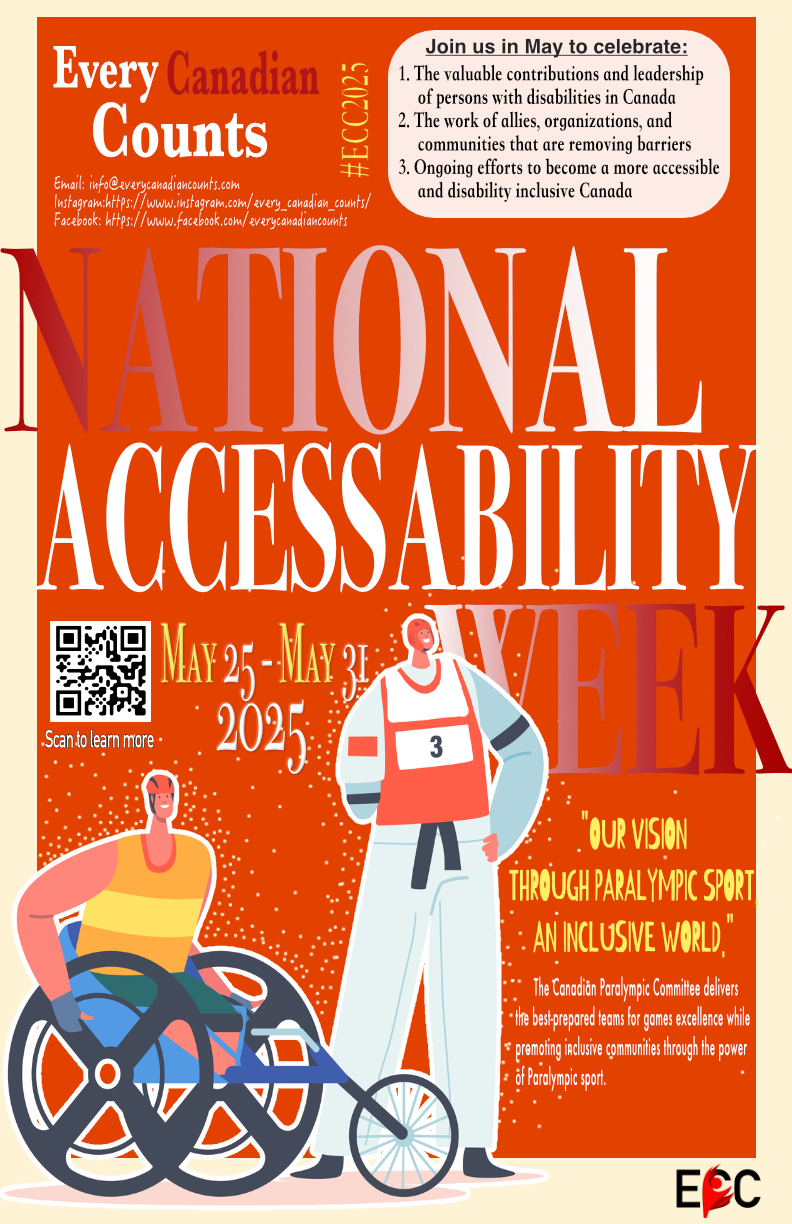 Every Canadian
Counts
#ECC2025
Email: info@everycanadiancounts.com
Instagram:https://www.instagram.com/every_canadian_counts/
Facebook: https://www.facebook.com/everycanadiancounts
Join us in May to celebrate:
1. The valuable contributions and leadership
of persons with disabilities in Canada
2. The work of allies, organizations, and
communities that are removing barriers
3. Ongoing efforts to become a more accessible
and disability inclusive Canada
NATIONAL
ACCESSABILITY
WEEK
May 25 - May 31
2025
Scan to learn more
3
"OUR VISION
THROUGH PARALYMPIC SPORT,
AN INCLUSIVE WORLD."
The Canadian Paralympic Committee delivers
the best-prepared teams for games excellence while
promoting inclusive communities through the power
of Paralympic sport.
ECC